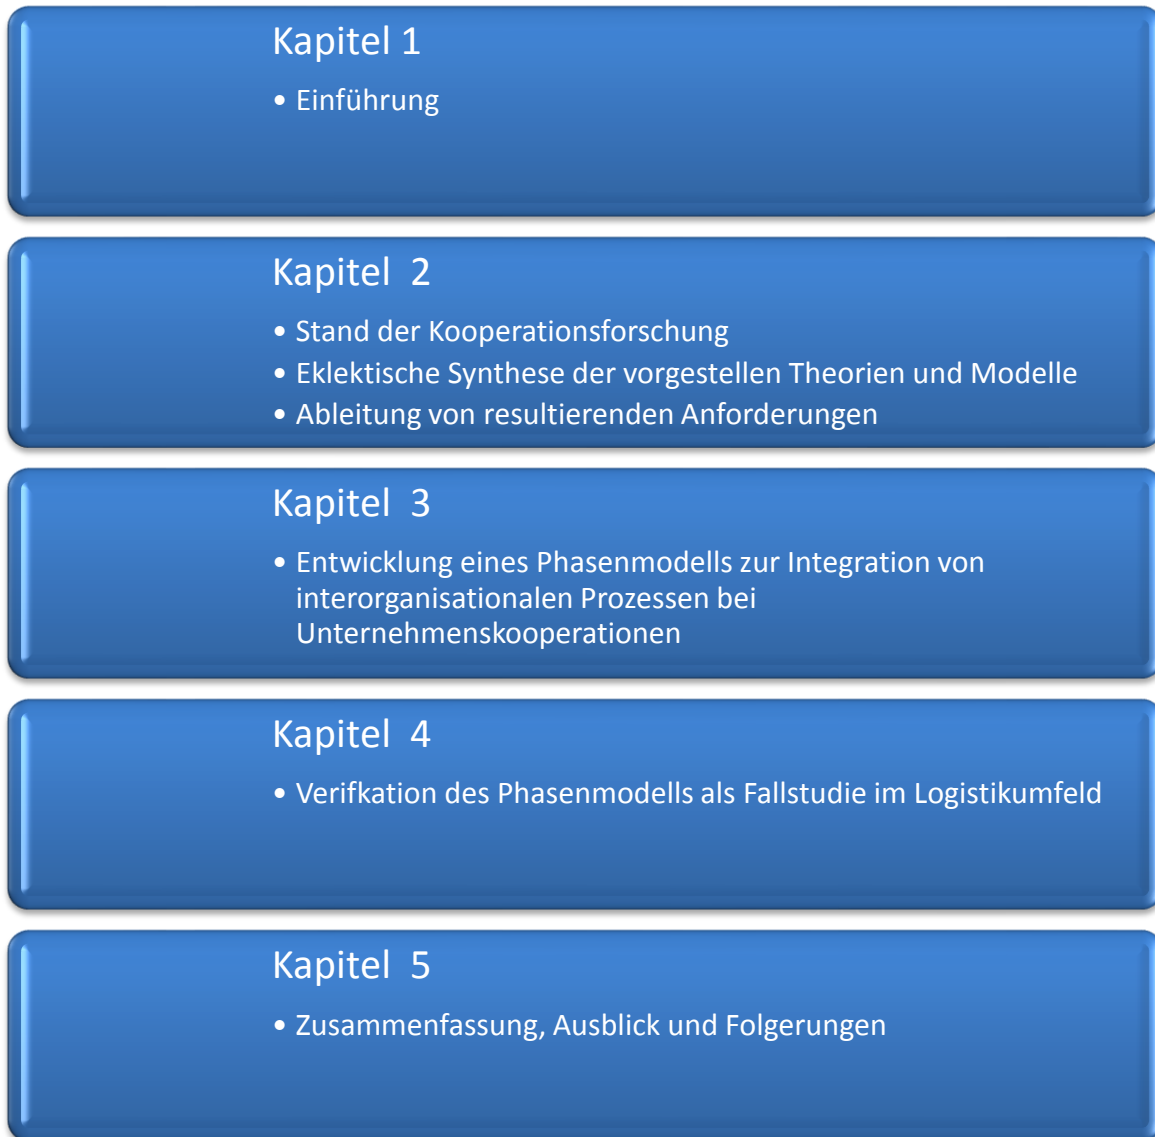 Kapitel 1
• Einführung
Kapitel 2
• Stand der Kooperationsforschung
• Eklektische Synthese der vorgestellen Theorien und Modelle
• Ableitung von resultierenden Anforderungen
Kapitel 3
• Entwicklung eines Phasenmodells zur Integration von
interorganisationalen Prozessen bei
Unternehmenskooperationen
Kapitel 4
• Verifkation des Phasenmodells als Fallstudie im Logistikumfeld
Kapitel 5
• Zusammenfassung, Ausblick und Folgerungen